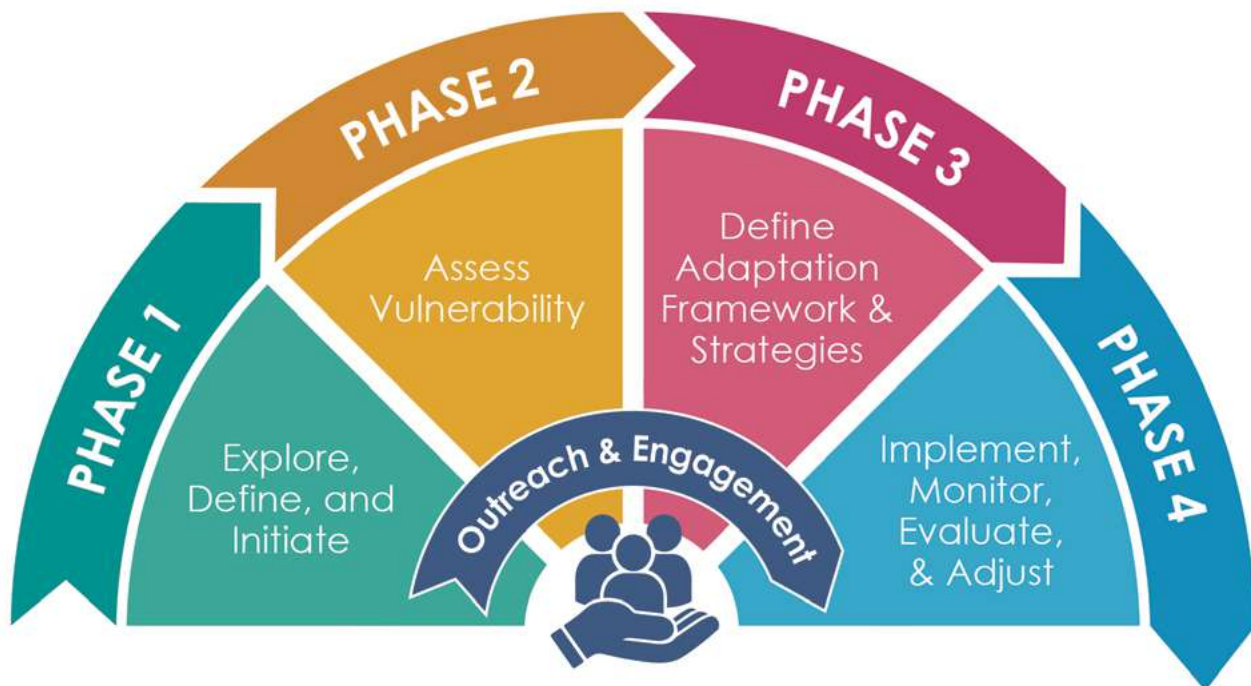 PHASE 1
Explore,
Define, and
Initiate
PHASE 2
Assess
Vulnerability
PHASE 3
Define
Adaptation
Framework &
Strategies
PHASE 4
Implement,
Monitor,
Evaluate,
& Adjust
Outreach & Engagement